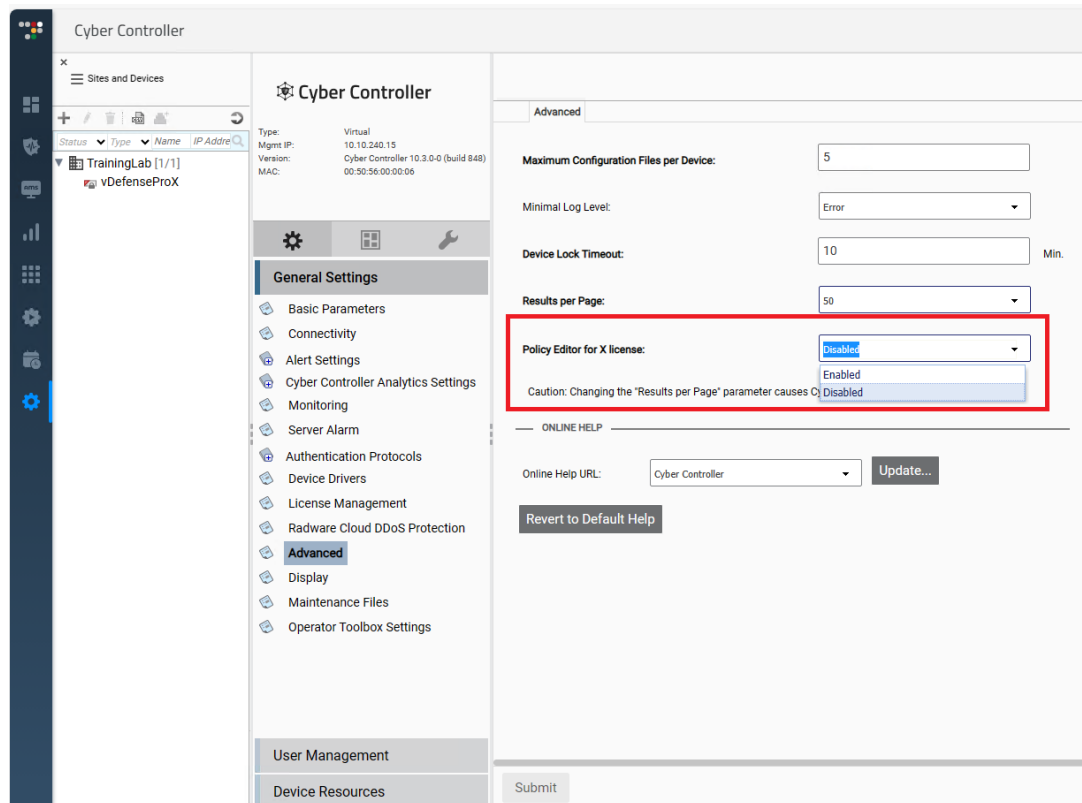 Cyber Controller
Sites and Devices
Status Type Name IP Addre
TrainingLab [1/1]
vDefenseProX
Cyber Controller
Type: Virtual
Mgmt IP: 10.10.240.15
Version: Cyber Controller 10.3.0-0 (build 848)
MAC: 00:50:56:00:00:06
General Settings
Basic Parameters
Connectivity
Alert Settings
Cyber Controller Analytics Settings
Monitoring
Server Alarm
Authentication Protocols
Device Drivers
License Management
Radware Cloud DDoS Protection
Advanced
Display
Maintenance Files
Operator Toolbox Settings
User Management
Device Resources
Advanced
Maximum Configuration Files per Device: 5
Minimal Log Level: Error
Device Lock Timeout: 10 Min.
Results per Page: 50
Policy Editor for X license: Disabled
Enabled
Disabled
Caution: Changing the "Results per Page" parameter causes Cy
ONLINE HELP
Online Help URL: Cyber Controller Update...
Revert to Default Help
Submit